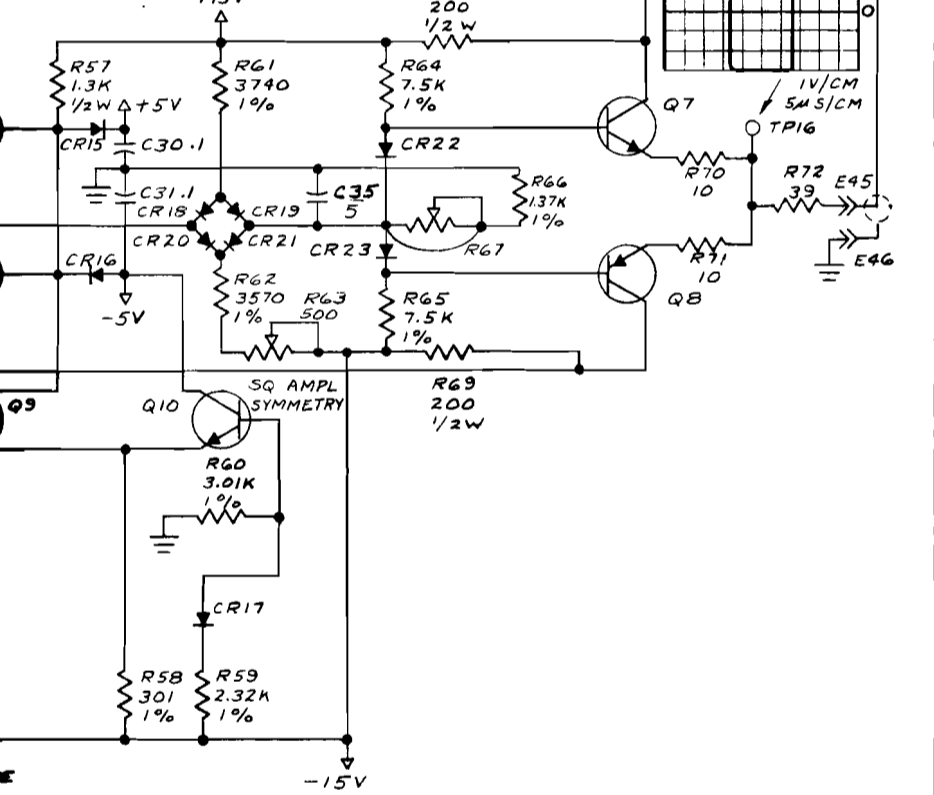 200
1/2 W
R57
1.3K
1/2 W
+5V
R61
3740
1%
R64
7.5K
1%
Q7
1V/CM
5µS/CM
TP16
CR15
C30 .1
CR22
R70
10
R72
39
E45
C31 .1
CR18
CR19
C35
5
R66
1.37K
1%
CR20
CR21
CR23
R67
E46
CR16
-5V
R62
3570
1%
R63
500
R65
7.5K
1%
R71
10
Q8
Q9
Q10
SQ AMPL
SYMMETRY
R69
200
1/2W
R60
3.01K
1%
CR17
R58
301
1%
R59
2.32K
1%
-15V